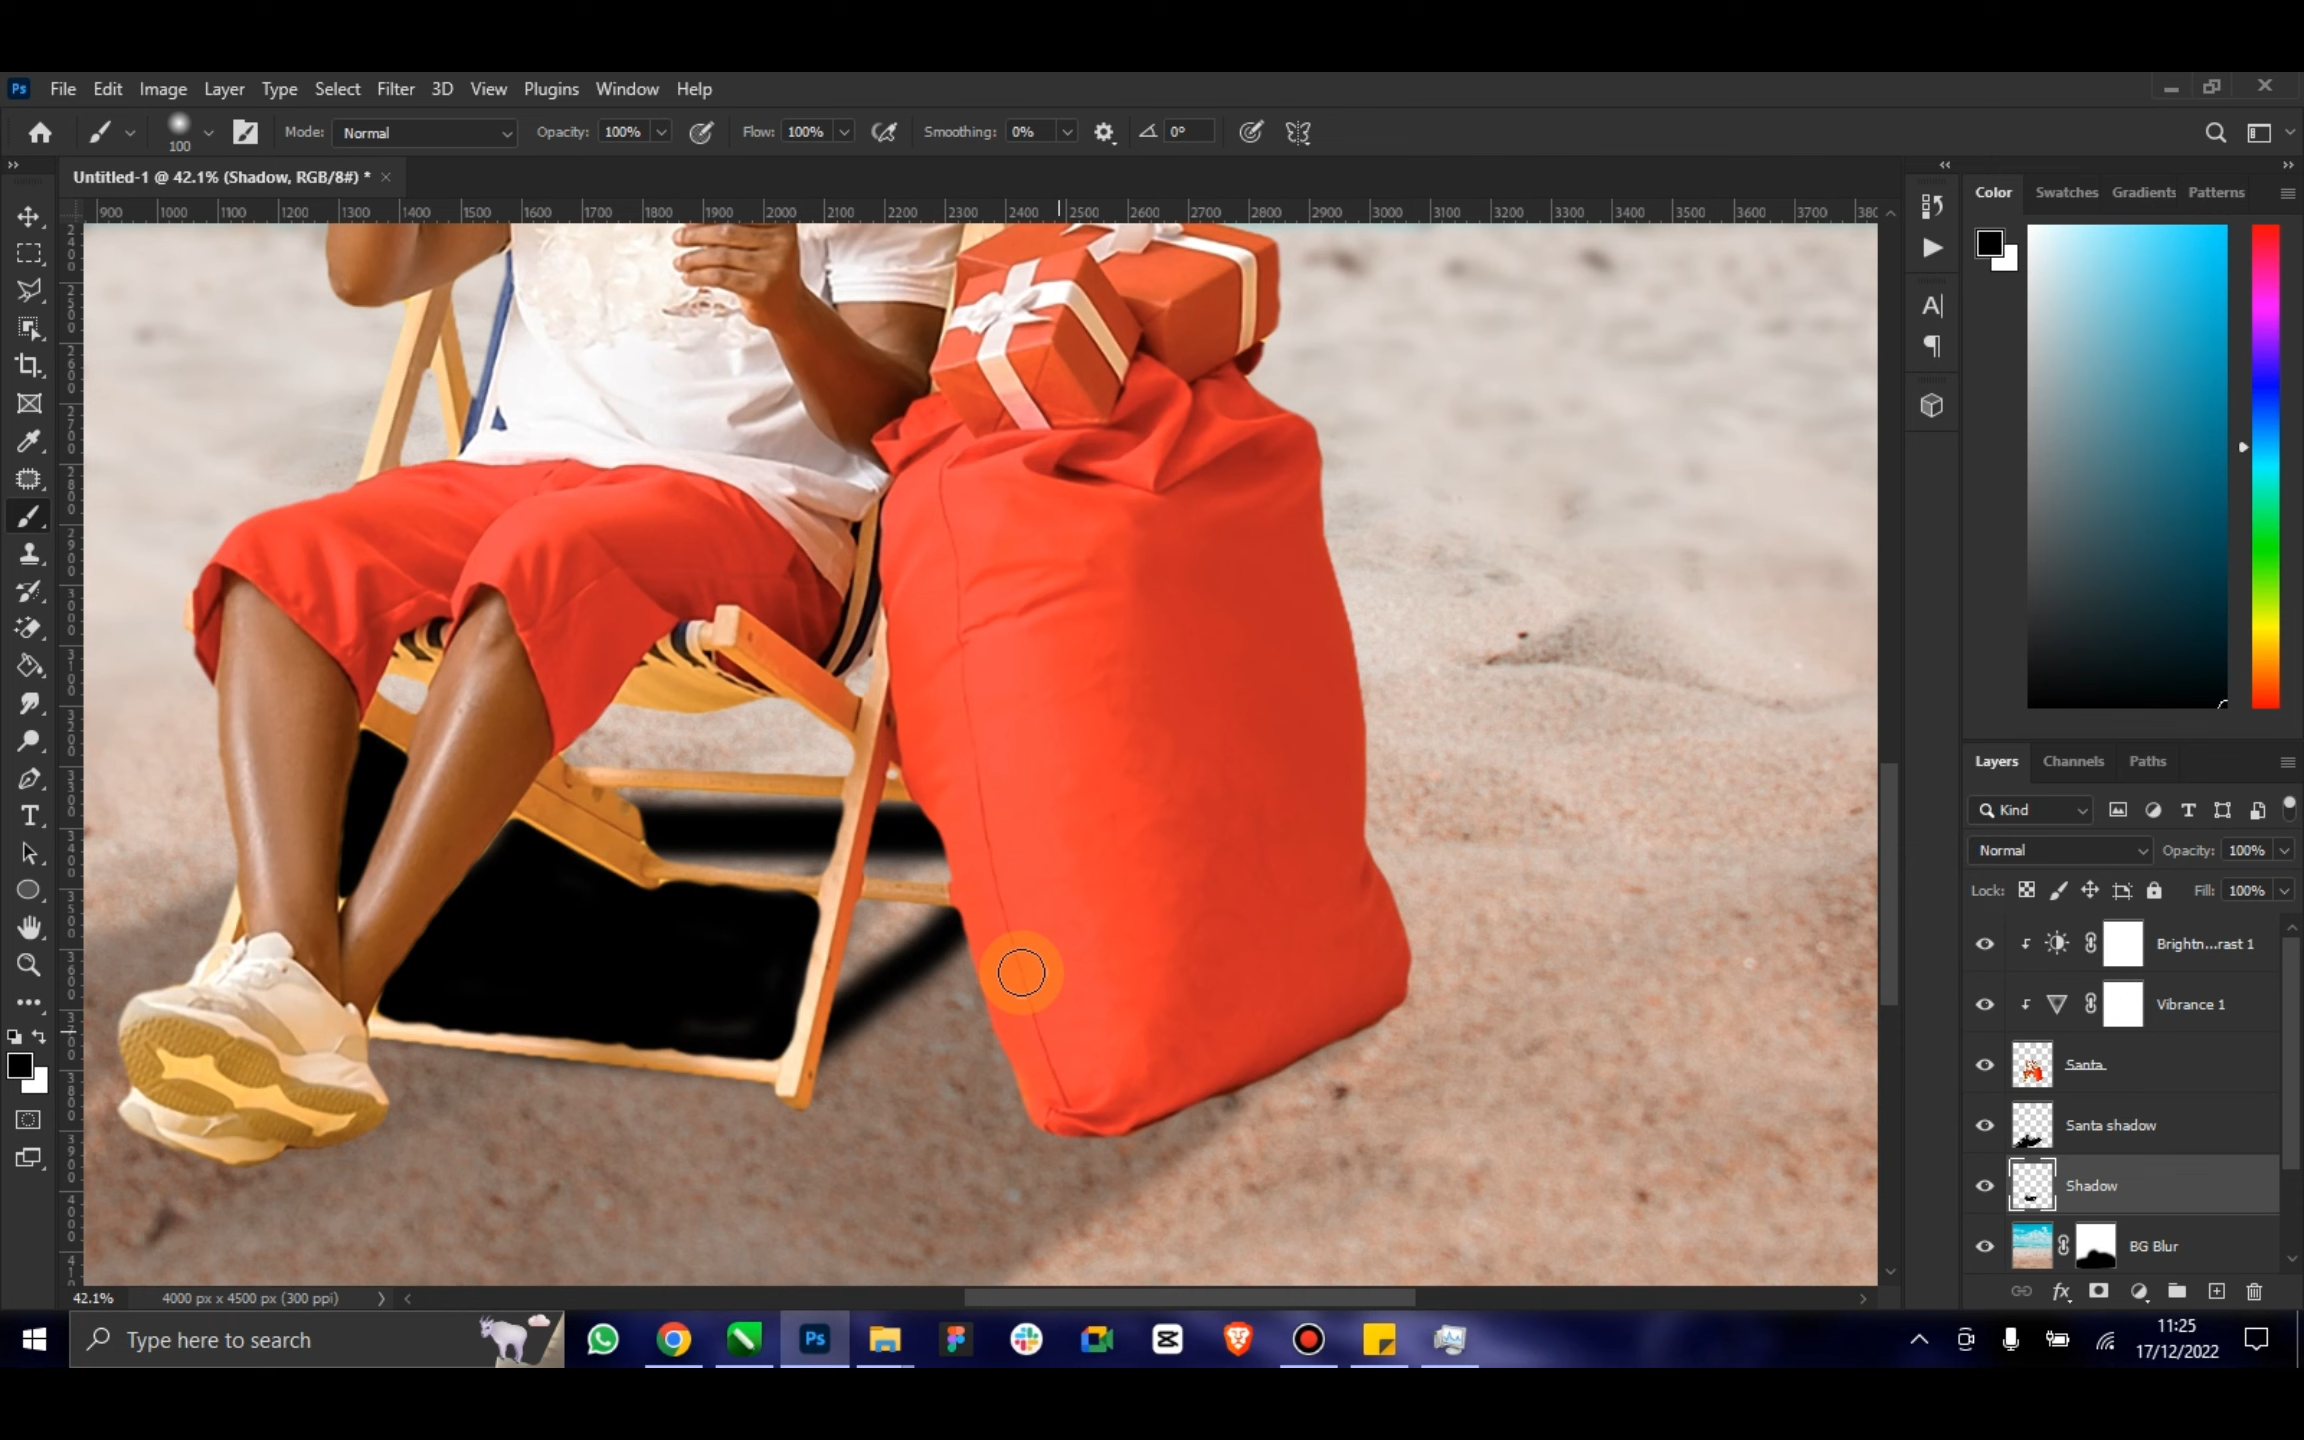 Ps File Edit Image Layer Type Select Filter 3D View Plugins Window Help
100 Mode: Normal Opacity: 100% Flow: 100% Smoothing: 0% 0°
Untitled-1 @ 42.1% (Shadow, RGB/8#) * ×
900 1000 1100 1200 1300 1400 1500 1600 1700 1800 1900 2000 2100 2200 2300 2400 2500 2600 2700 2800 2900 3000 3100 3200 3300 3400 3500 3600 3700 380
Color Swatches Gradients Patterns
Layers Channels Paths
Kind
Normal Opacity: 100%
Lock: Fill: 100%
Brightn...rast 1
Vibrance 1
Santa
Santa shadow
Shadow
BG Blur
42.1% 4000 px x 4500 px (300 ppi)
Type here to search
Ps
11:25
17/12/2022